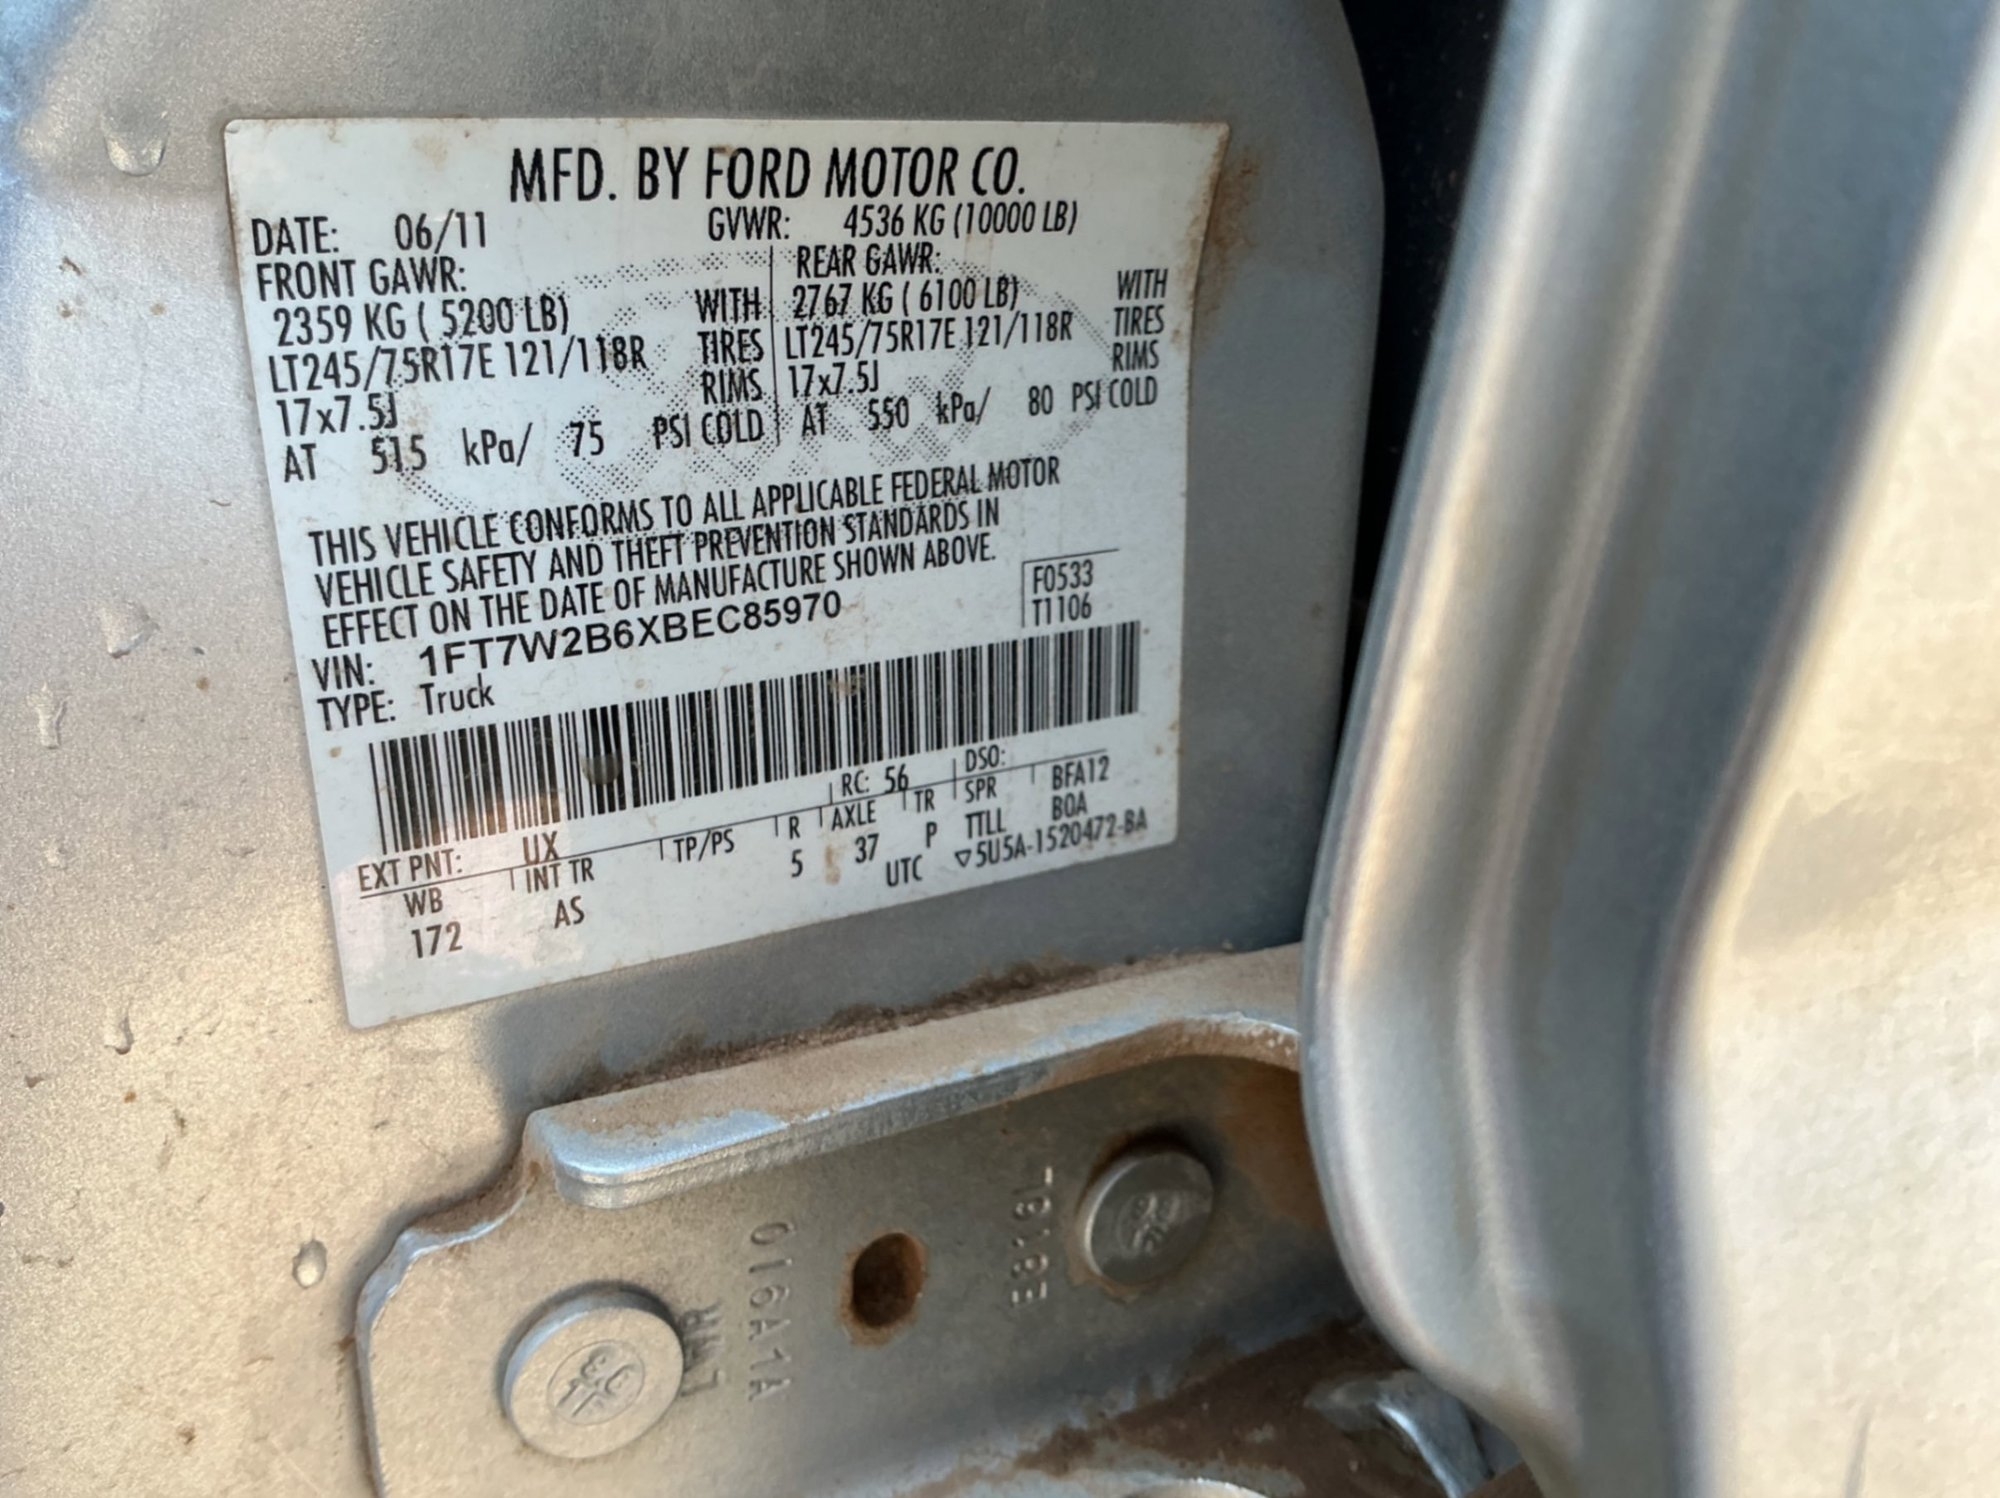 MFD. BY FORD MOTOR CO.
DATE: 06/11 GVWR: 4536 KG (10000 LB)
FRONT GAWR: REAR GAWR:
2359 KG ( 5200 LB) WITH 2767 KG ( 6100 LB) WITH
LT245/75R17E 121/118R TIRES LT245/75R17E 121/118R TIRES
17x7.5J RIMS 17x7.5J RIMS
AT 515 kPa/ 75 PSI COLD AT 550 kPa/ 80 PSI COLD
THIS VEHICLE CONFORMS TO ALL APPLICABLE FEDERAL MOTOR
VEHICLE SAFETY AND THEFT PREVENTION STANDARDS IN
EFFECT ON THE DATE OF MANUFACTURE SHOWN ABOVE.
F0533
T1106
VIN: 1FT7W2B6XBEC85970
TYPE: Truck
EXT PNT: UX RC: 56 DSO:
WB INT TR TP/PS R AXLE TR SPR BFA12
172 AS 5 37 P TTLL BOA
UTC ▽5U5A-1520472-BA
LWR
016A1A
7B18E